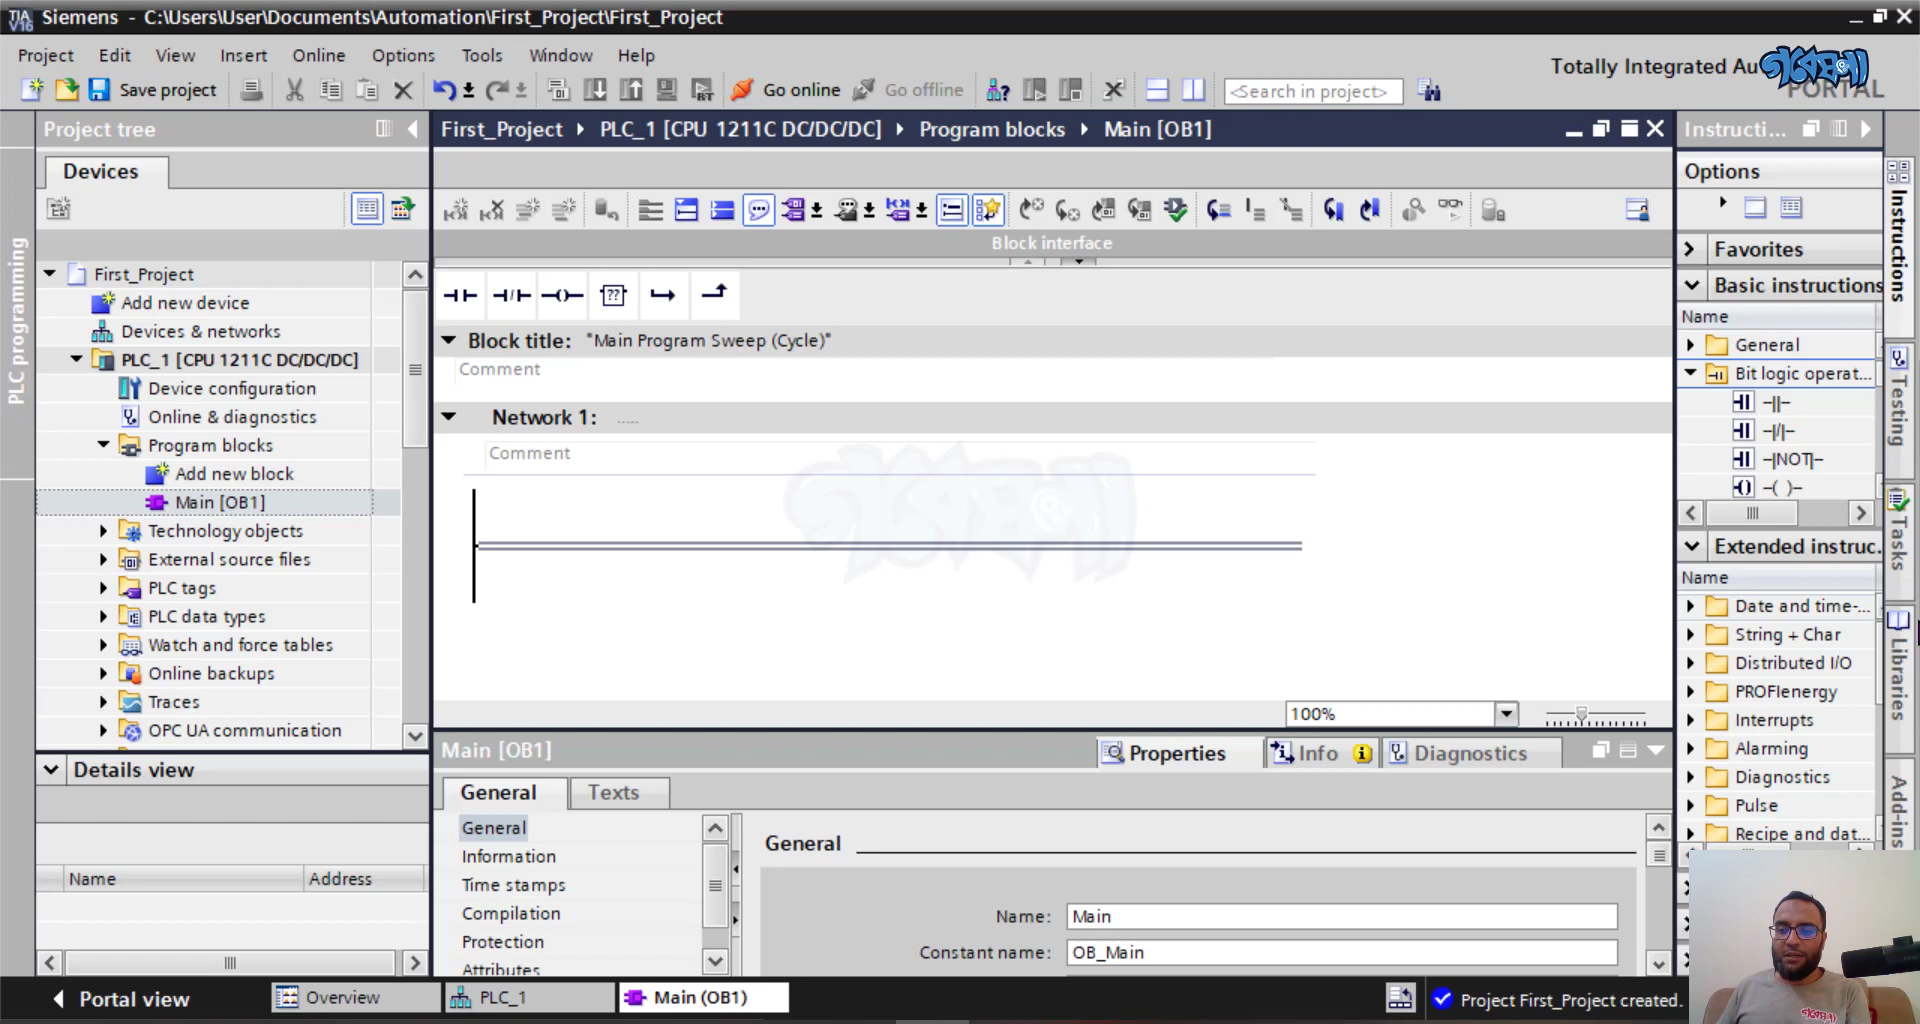 TIA V16 Siemens - C:\Users\User\Documents\Automation\First_Project\First_Project
Project Edit View Insert Online Options Tools Window Help
Totally Integrated Au
PORTAL
Save project Go online Go offline <Search in project>
Project tree
First_Project PLC_1 [CPU 1211C DC/DC/DC] Program blocks Main [OB1]
Instructi...
Devices
Options
PLC programming
Block interface
Favorites
Basic instructions
Name
General
Bit logic operat...
-||-
-|/|-
-|NOT|-
-( )-
Extended instruc.
Name
Date and time-...
String + Char
Distributed I/O
PROFIenergy
Interrupts
Alarming
Diagnostics
Pulse
Recipe and dat...
Instructions
Testing
Tasks
Libraries
Add-ins
First_Project
Add new device
Devices & networks
PLC_1 [CPU 1211C DC/DC/DC]
Device configuration
Online & diagnostics
Program blocks
Add new block
Main [OB1]
Technology objects
External source files
PLC tags
PLC data types
Watch and force tables
Online backups
Traces
OPC UA communication
??
Block title: "Main Program Sweep (Cycle)"
Comment
Network 1: .....
Comment
100%
Details view
Name Address
Main [OB1]
Properties Info Diagnostics
General Texts
General
Information
Time stamps
Compilation
Protection
Attributes
General
Name: Main
Constant name: OB_Main
Portal view Overview PLC_1 Main (OB1)
Project First_Project created.